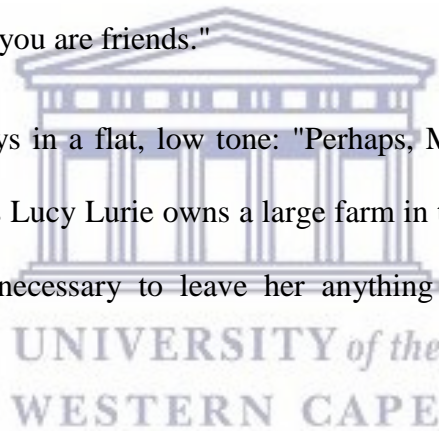 you are friends."
ys in a flat, low tone: "Perhaps, M
Lucy Lurie owns a large farm in t
necessary to leave her anything
UNIVERSITY of the
WESTERN CAPE